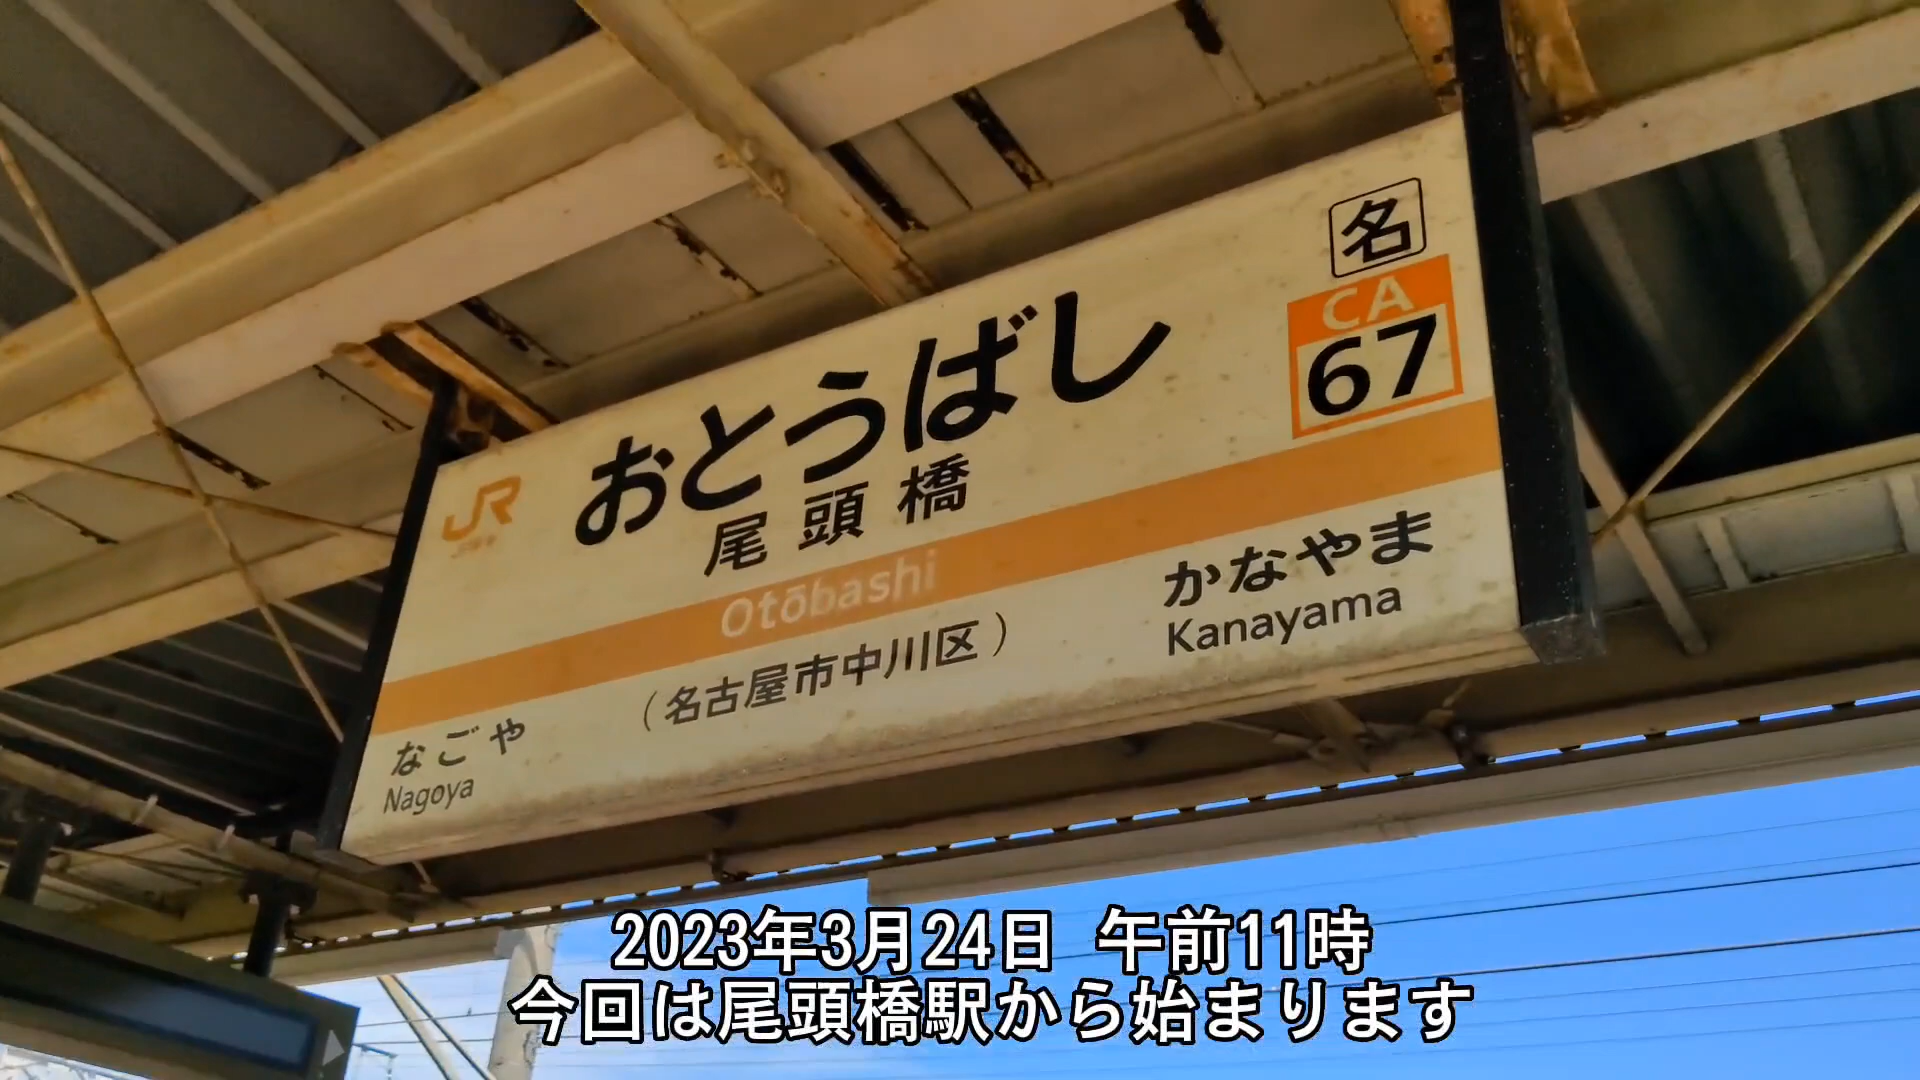 名
CA
67
JR
おとうばし
尾頭橋
Otōbashi
(名古屋市中川区)
かなやま
Kanayama
なごや
Nagoya
2023年3月24日 午前11時
今回は尾頭橋駅から始まります